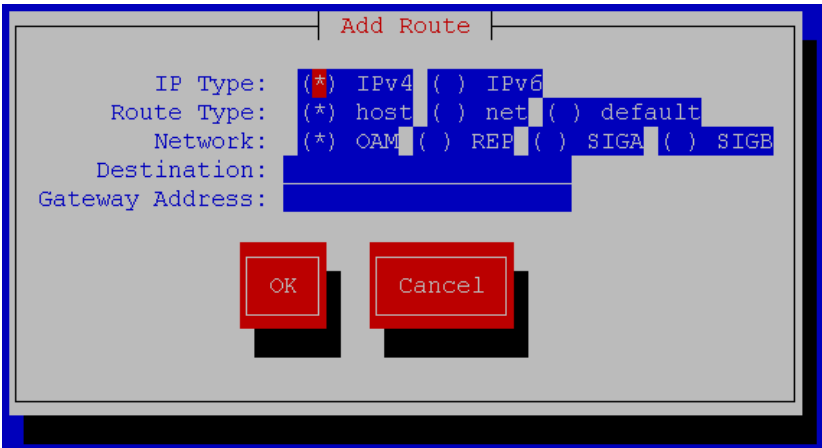 Add Route
IP Type: (*) IPv4 ( ) IPv6
Route Type: (*) host ( ) net ( ) default
Network: (*) OAM ( ) REP ( ) SIGA ( ) SIGB
Destination:
Gateway Address:
OK Cancel